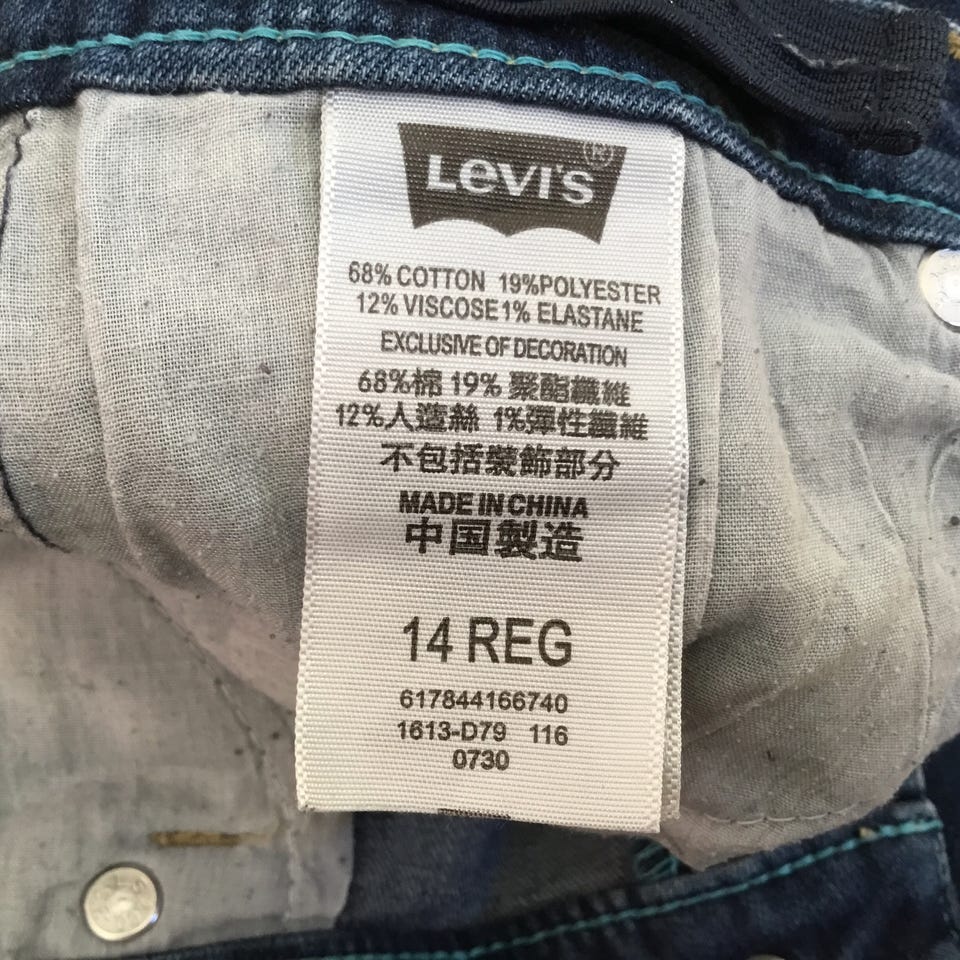 LEVI'S®
68% COTTON 19%POLYESTER
12% VISCOSE1% ELASTANE
EXCLUSIVE OF DECORATION
68%棉 19% 聚酯纖維
12%人造絲 1%彈性纖維
不包括裝飾部分
MADE IN CHINA
中国製造
14 REG
617844166740
1613-D79 116
0730